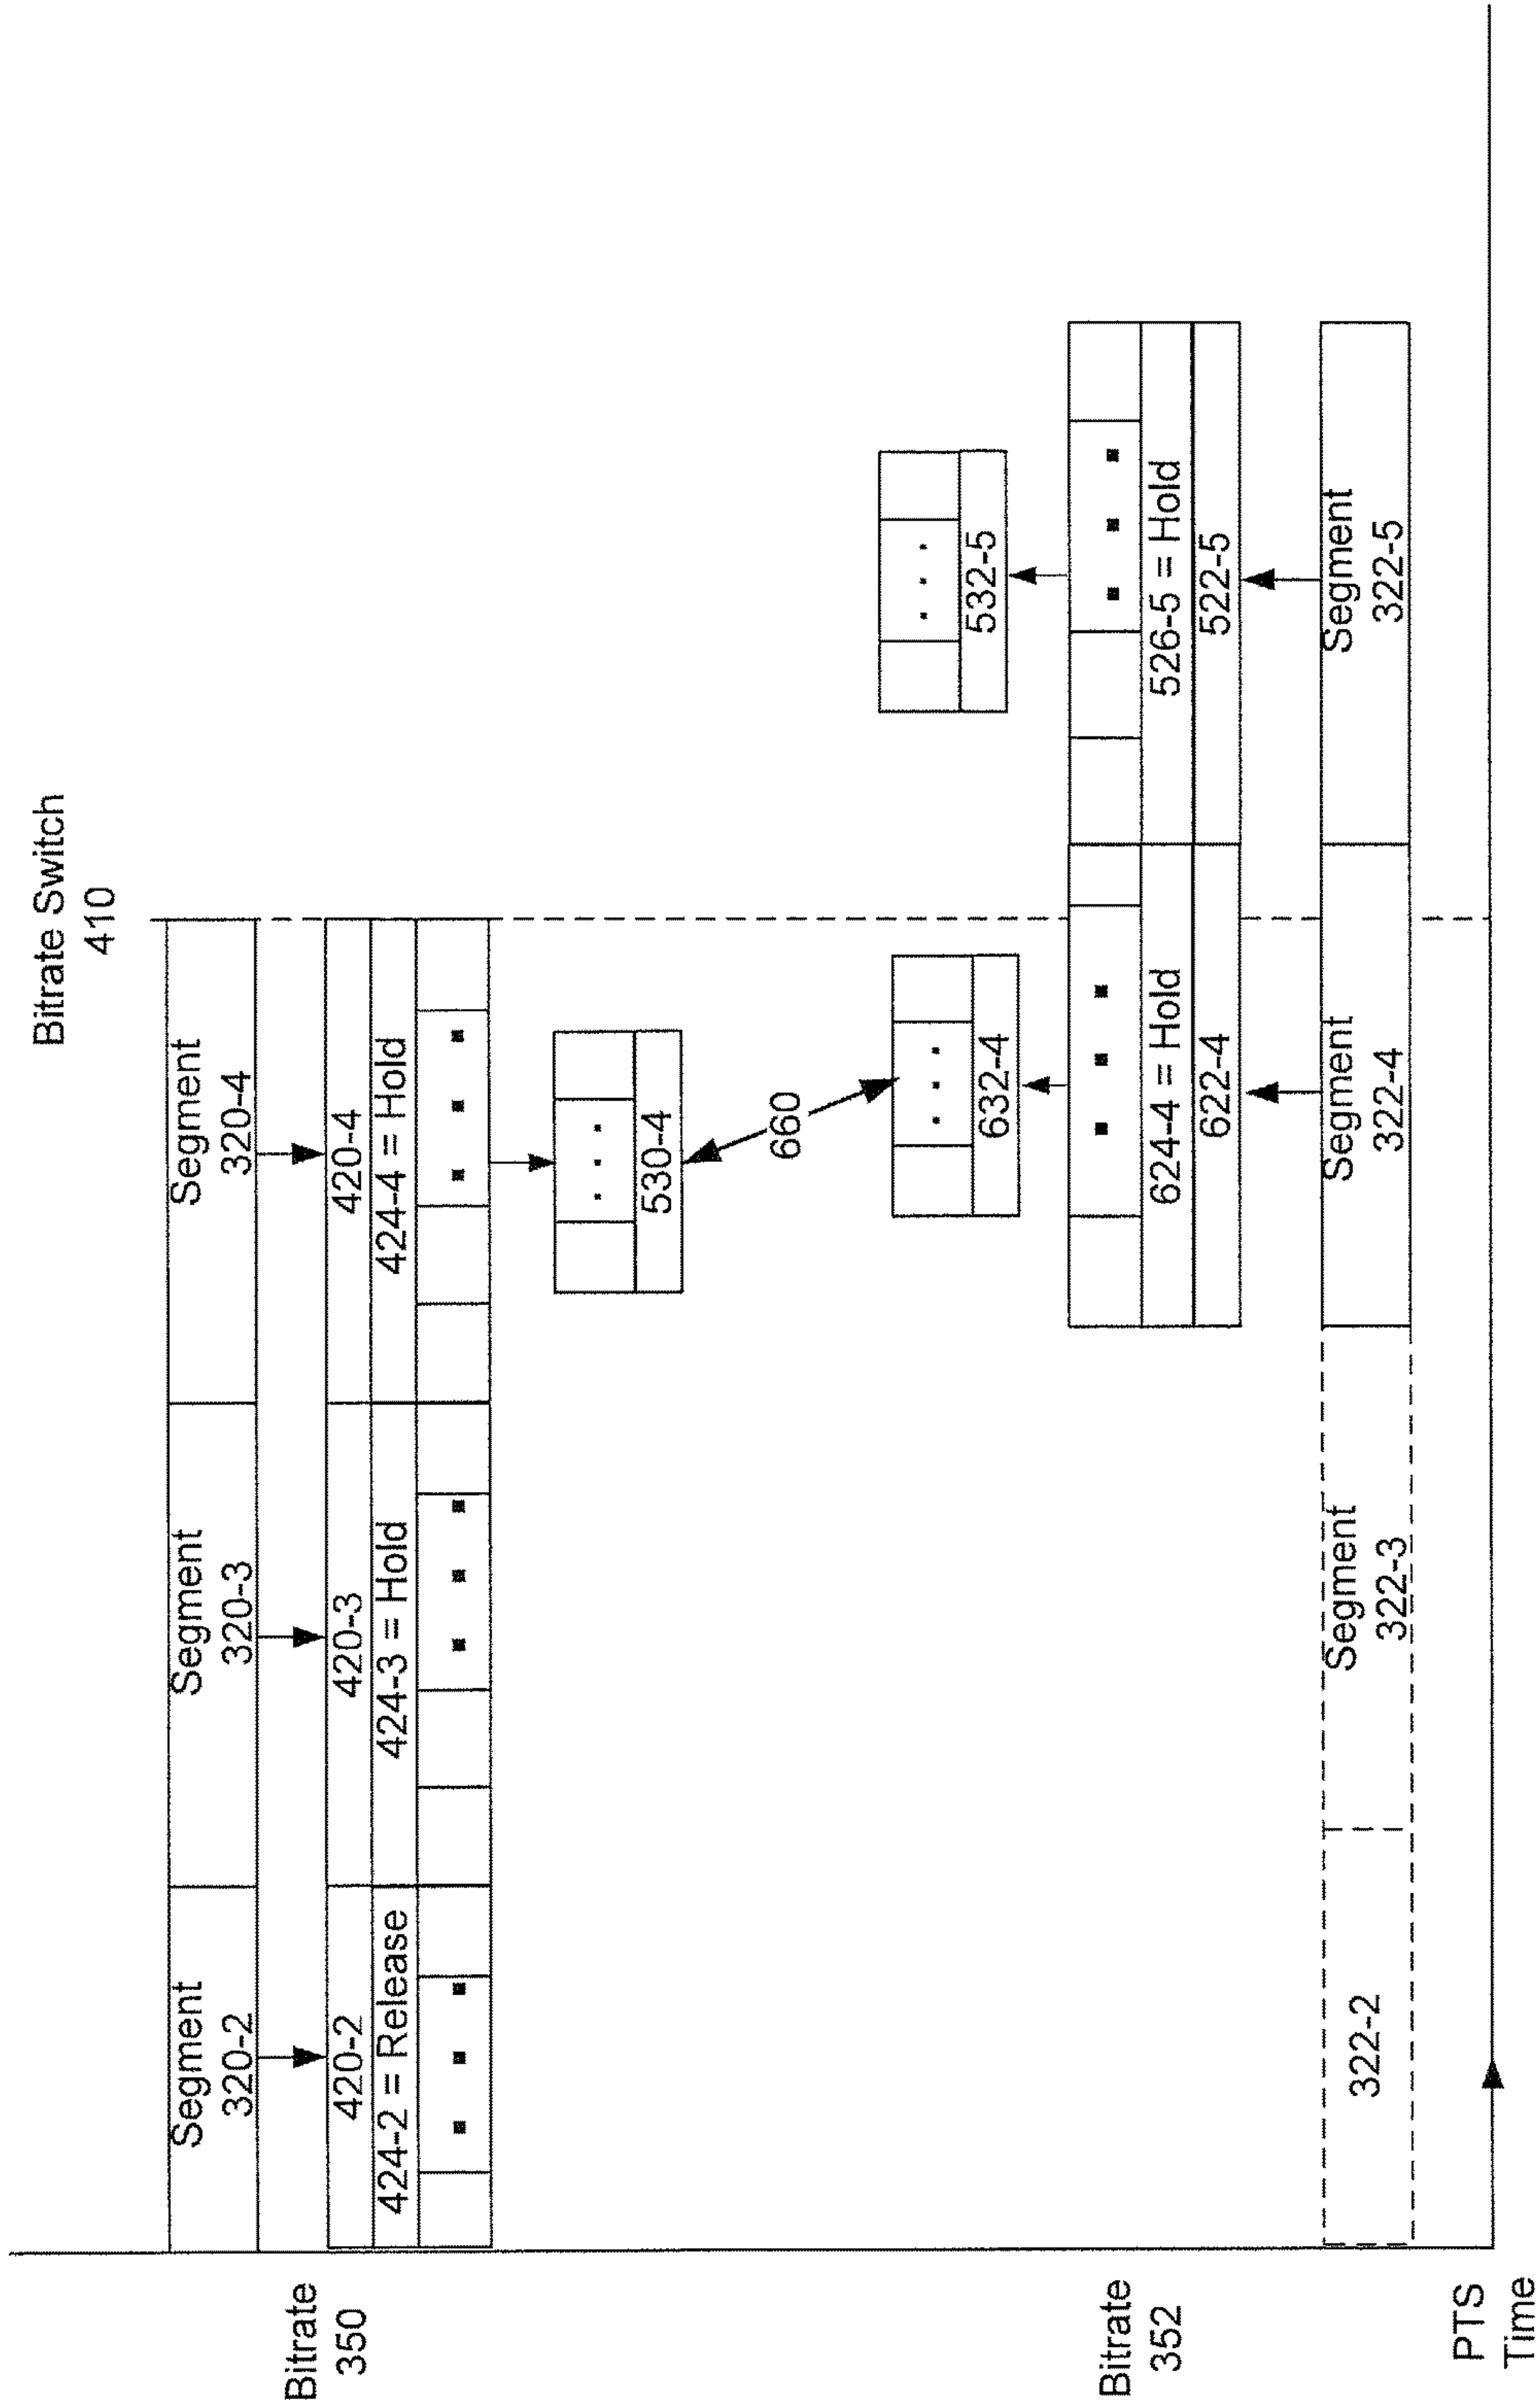 Bitrate Switch
410
Bitrate
350
Segment
320-2
Segment
320-3
Segment
320-4
420-2
420-3
420-4
424-2 = Release
424-3 = Hold
424-4 = Hold
530-4
660
632-4
532-5
Bitrate
352
624-4 = Hold
526-5 = Hold
622-4
522-5
322-2
Segment
322-3
Segment
322-4
Segment
322-5
PTS
Time